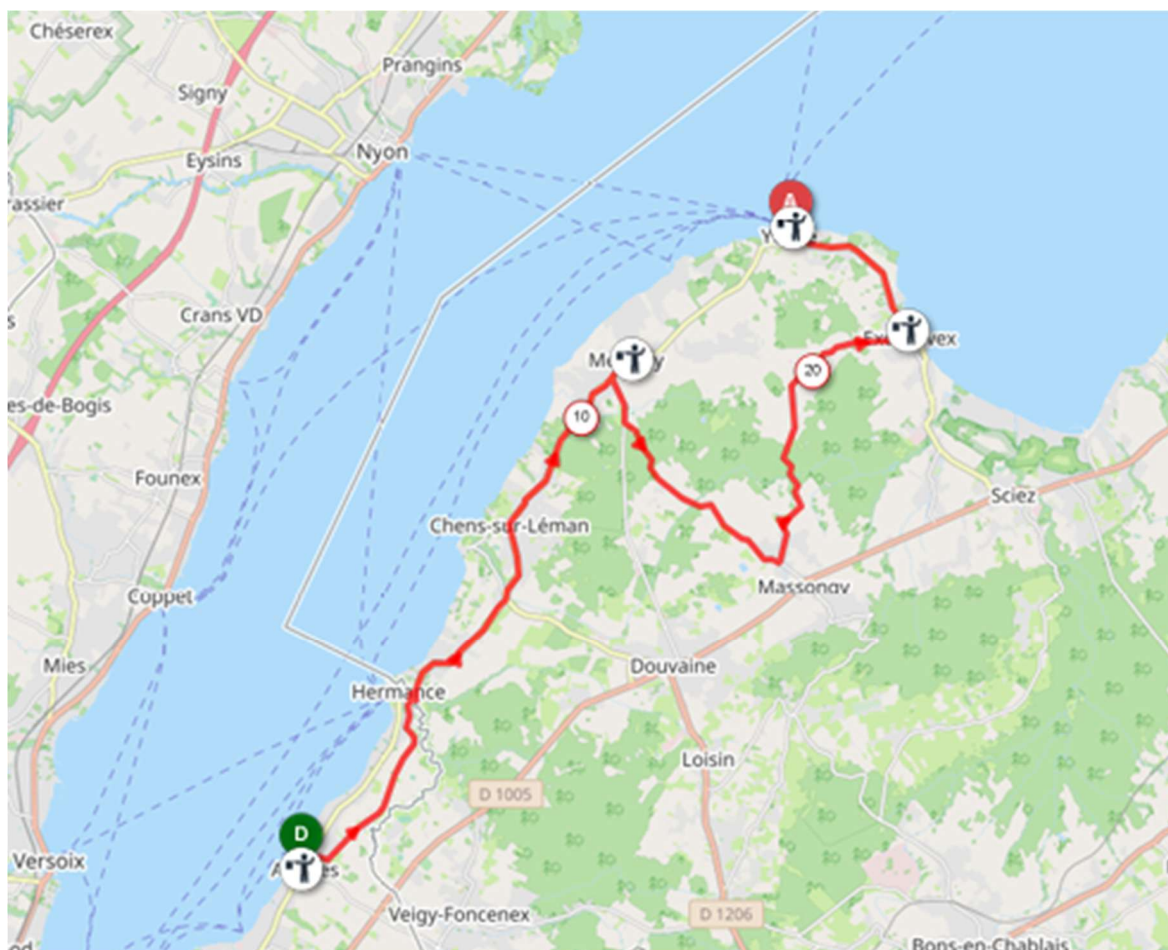 Chéserex
Prangins
Signy
Nyon
Eysins
rassier
A
Crans VD
20
es-de-Bogis
10
Founex
Sciez
Chens-sur-Léman
Massongy
Coppet
Mies
Douvaine
Hermance
Loisin
D 1005
D
Versoix
Veigy-Foncenex
D 1206
Bons-en-Chablais